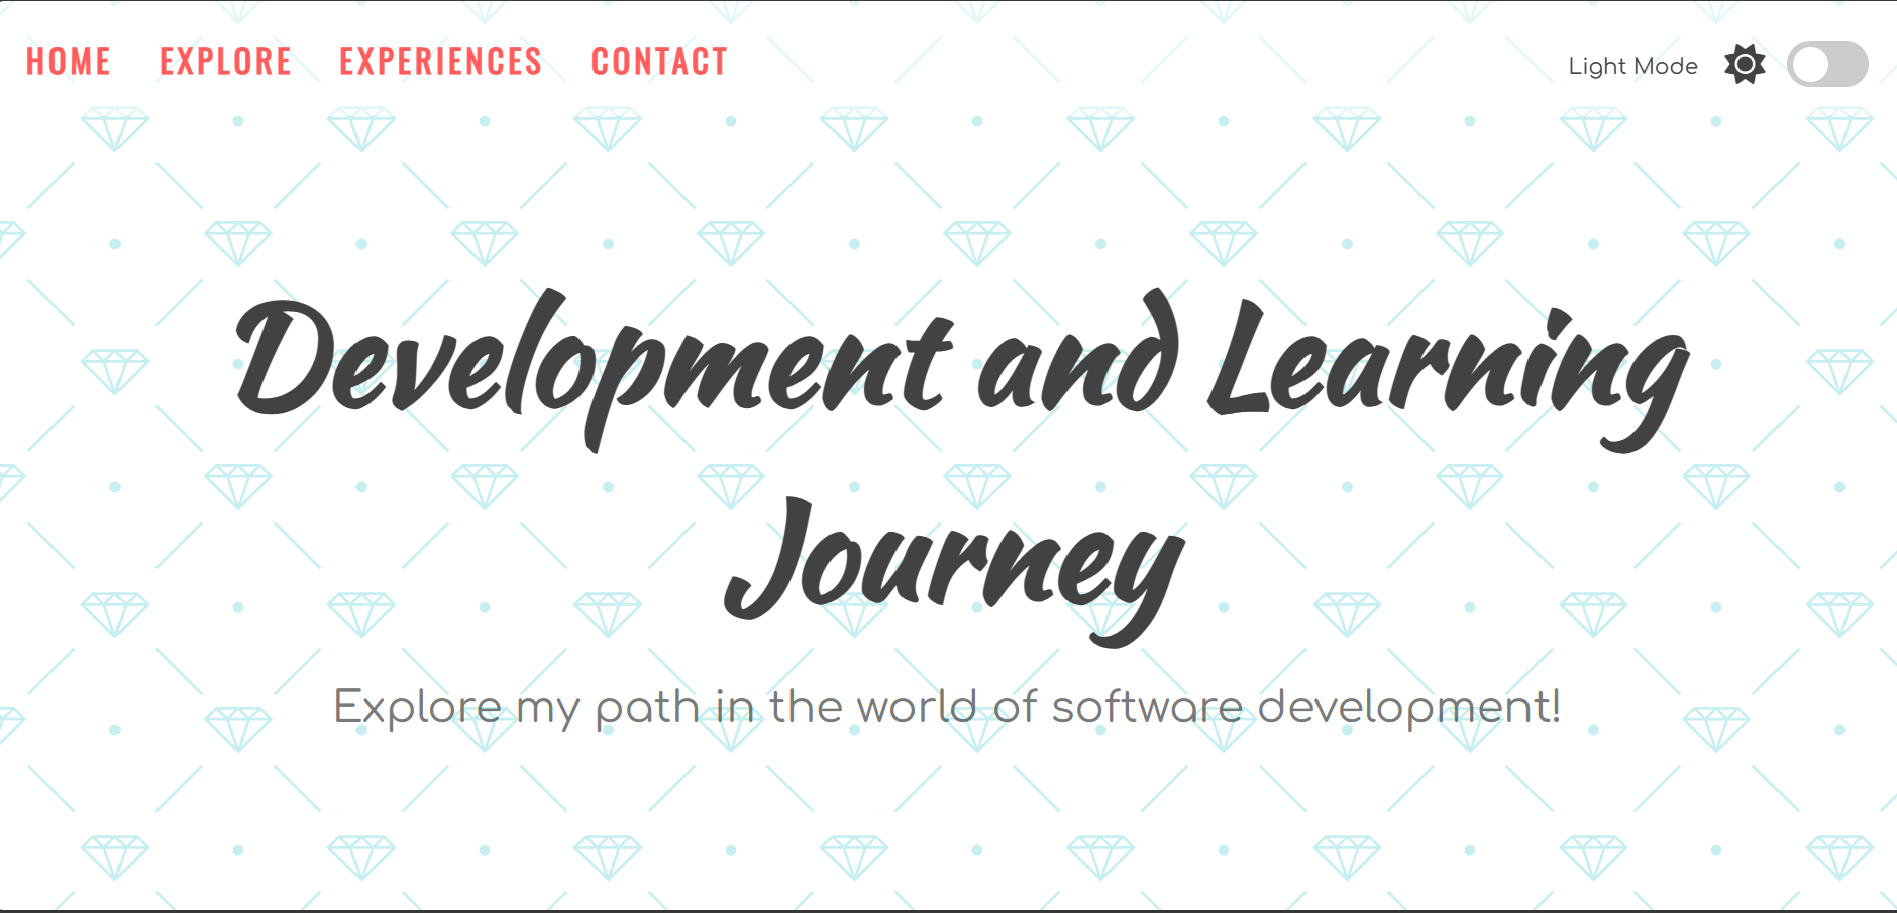 HOME EXPLORE EXPERIENCES CONTACT Light Mode
Development and Learning
Journey
Explore my path in the world of software development!